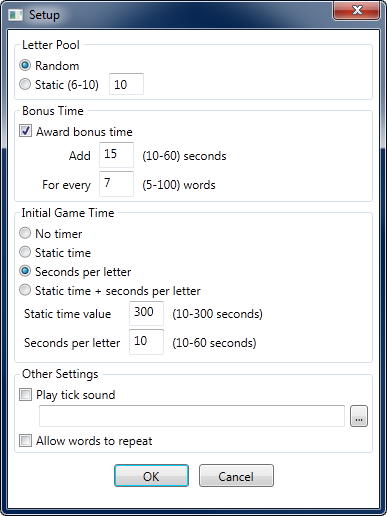 Setup
Letter Pool
Random
Static (6-10) 10
Bonus Time
Award bonus time
Add 15 (10-60) seconds
For every 7 (5-100) words
Initial Game Time
No timer
Static time
Seconds per letter
Static time + seconds per letter
Static time value 300 (10-300 seconds)
Seconds per letter 10 (10-60 seconds)
Other Settings
Play tick sound
...
Allow words to repeat
OK Cancel